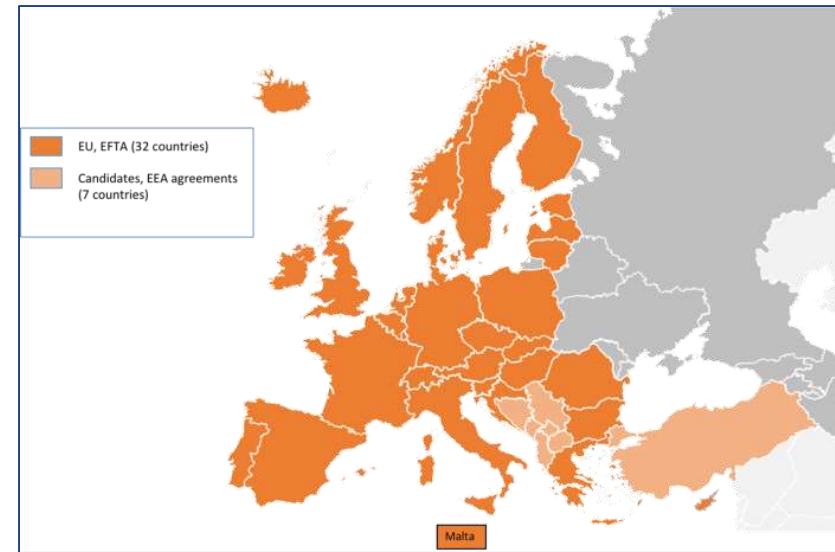 EU, EFTA (32 countries)
Candidates, EEA agreements
(7 countries)
Malta